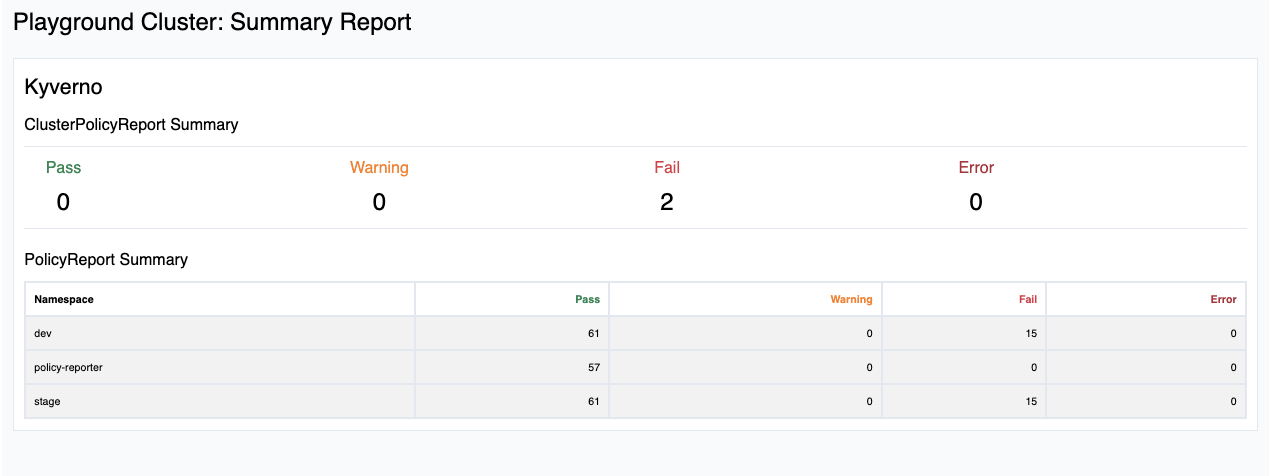 Playground Cluster: Summary Report
Kyverno
ClusterPolicyReport Summary
Pass Warning Fail Error
0 0 2 0
PolicyReport Summary
Namespace Pass Warning Fail Error
dev 61 0 15 0
policy-reporter 57 0 0 0
stage 61 0 15 0